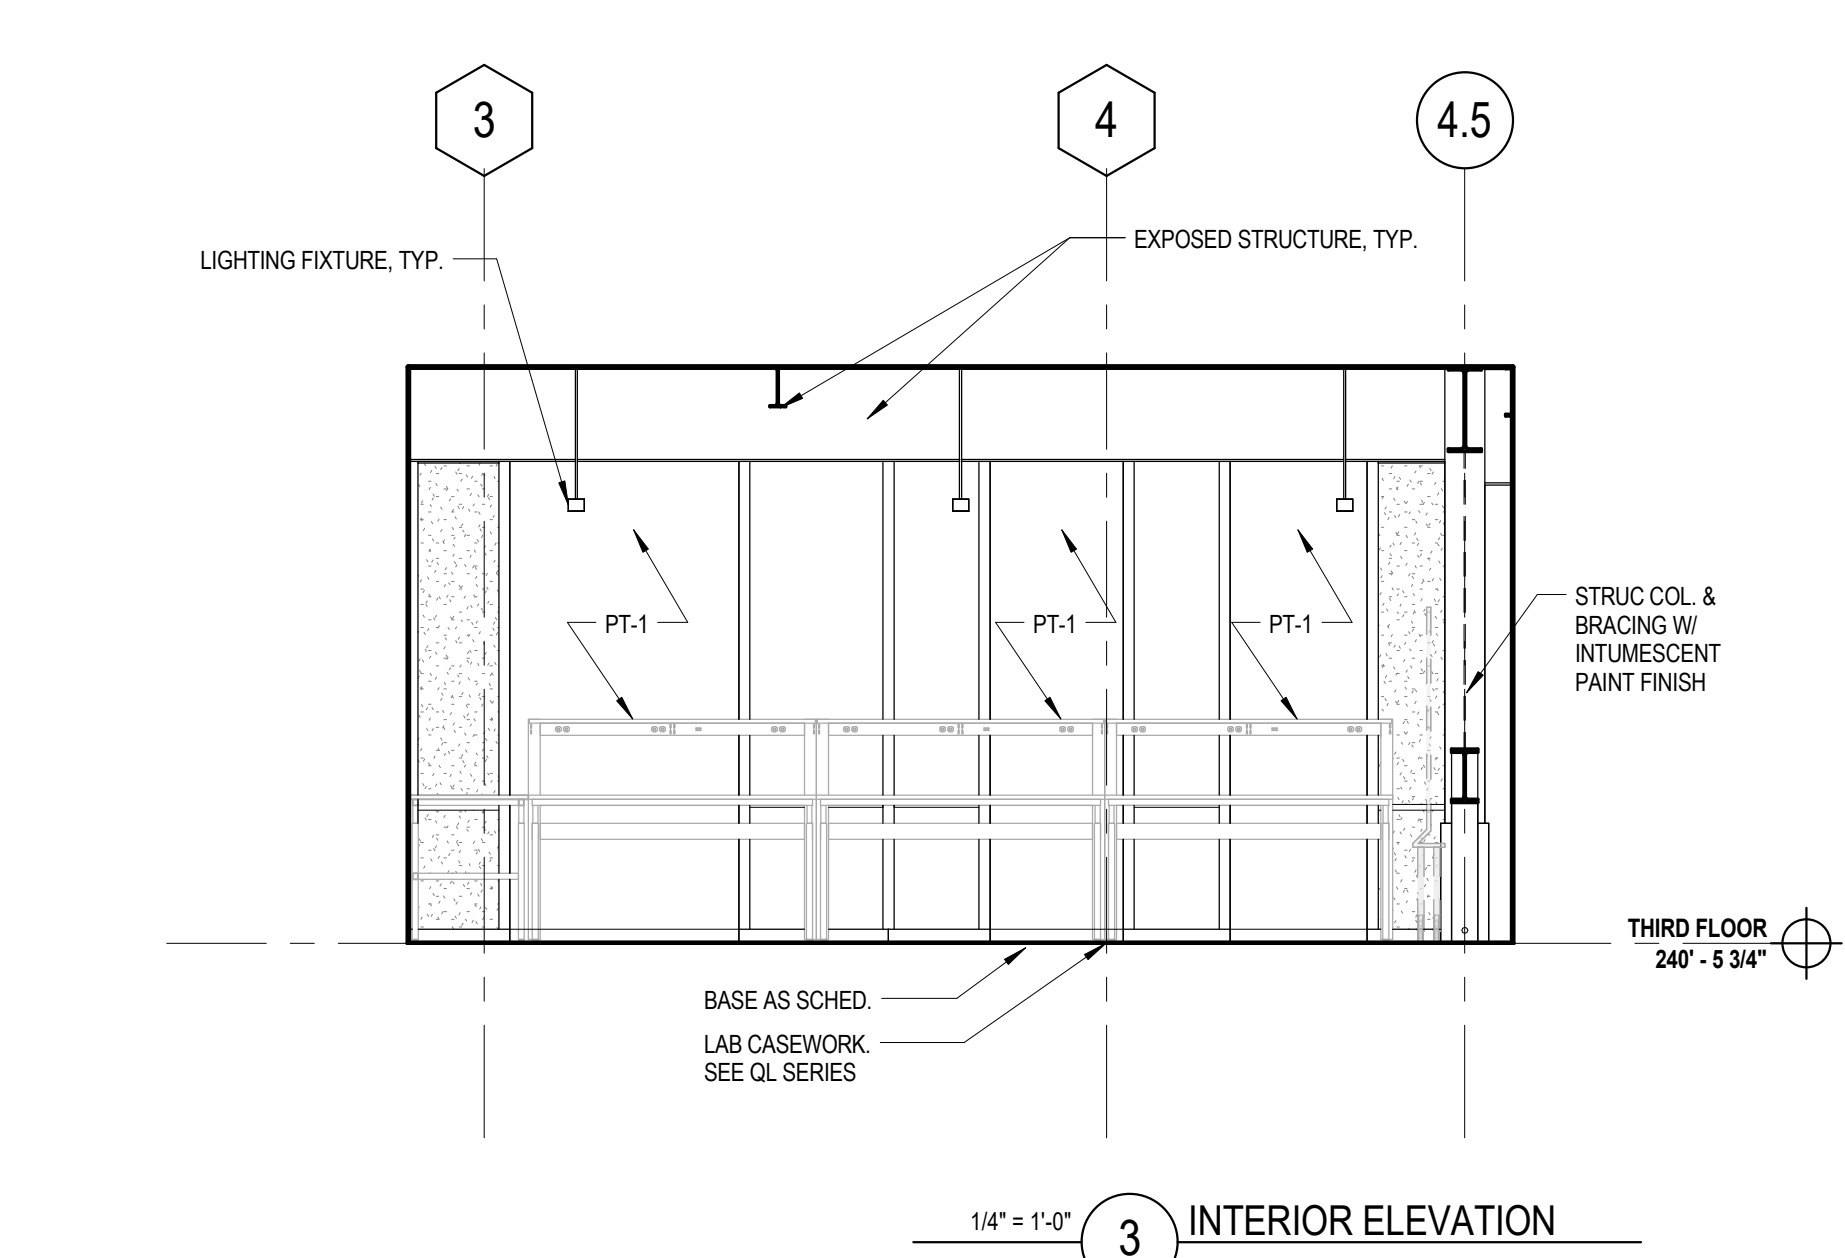 3
4
4.5
LIGHTING FIXTURE, TYP.
EXPOSED STRUCTURE, TYP.
PT-1
PT-1
PT-1
STRUC COL. &
BRACING W/
INTUMESCENT
PAINT FINISH
THIRD FLOOR
240' - 5 3/4"
BASE AS SCHED.
LAB CASEWORK.
SEE QL SERIES
1/4" = 1'-0"
3
INTERIOR ELEVATION